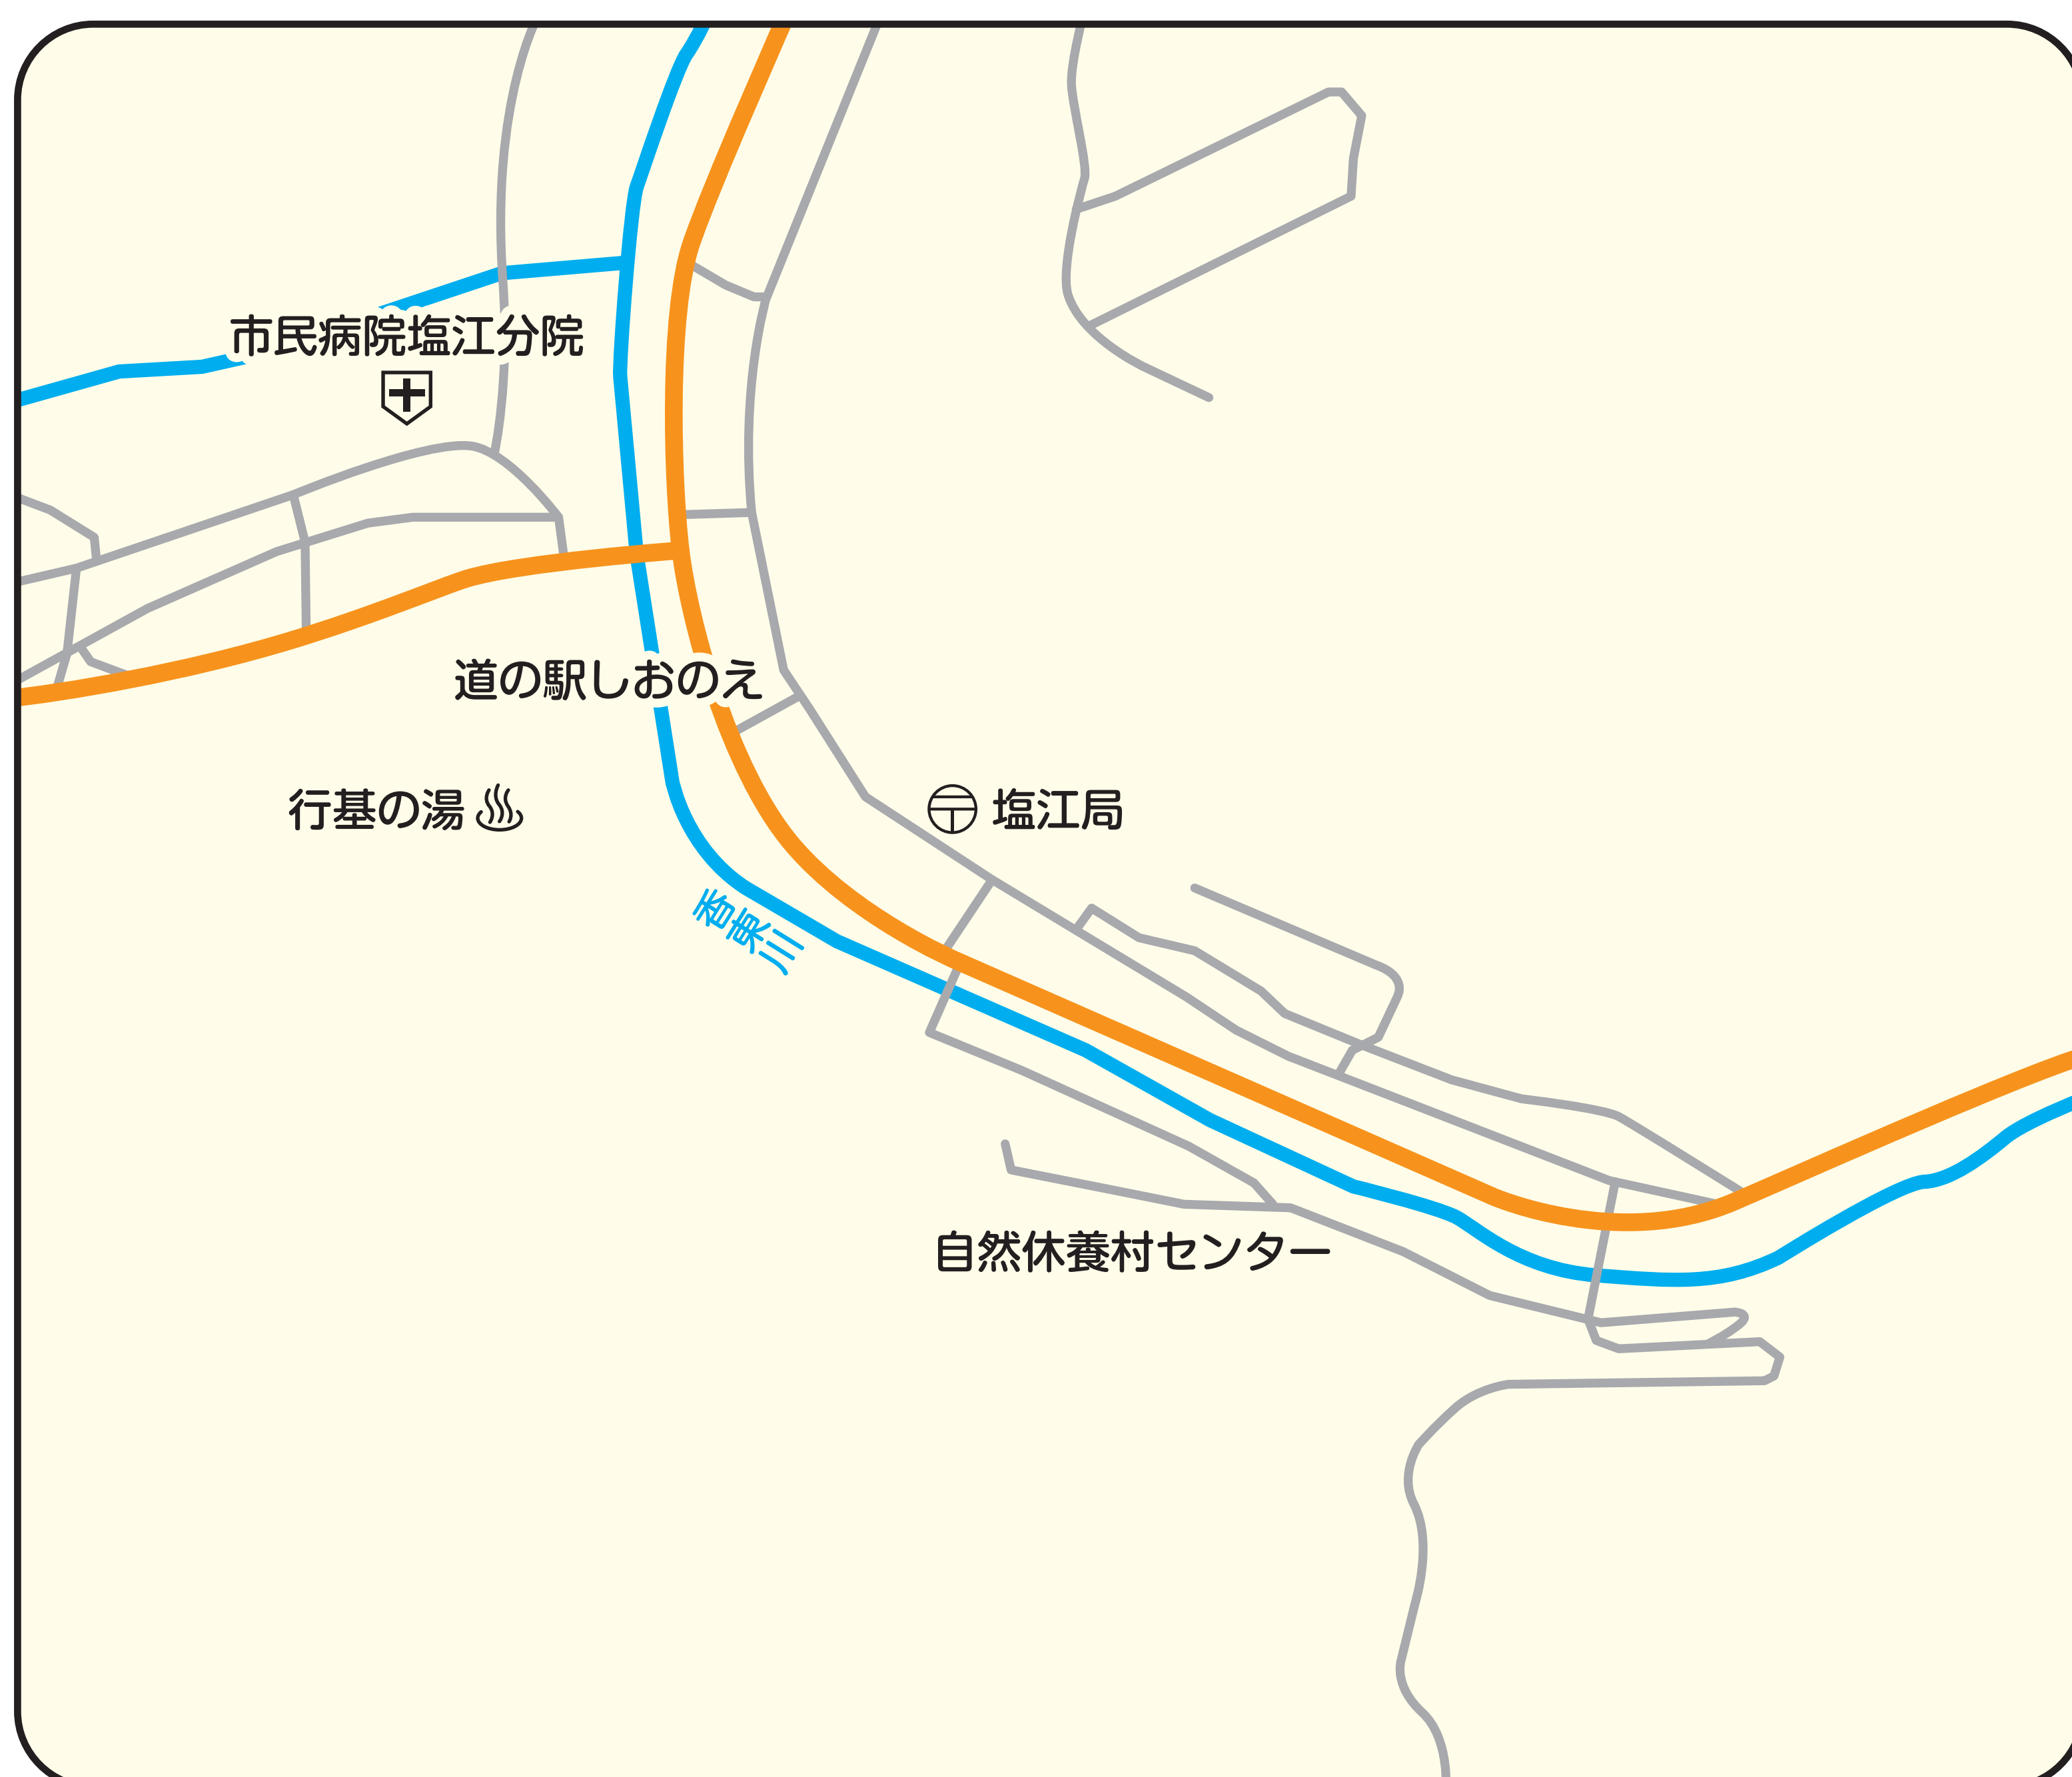 市民病院塩江分院
道の駅しおのえ
行基の湯
塩江局
香東川
自然休養村センター